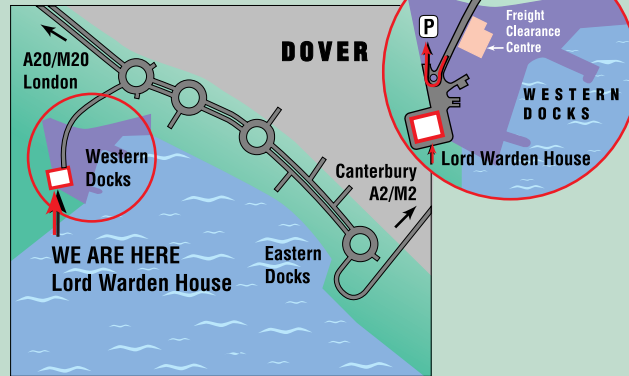 A20/M20
London
DOVER
Western
Docks
Canterbury
A2/M2
Eastern
Docks
WE ARE HERE
Lord Warden House
P
Freight
Clearance
Centre
WESTERN
DOCKS
Lord Warden House